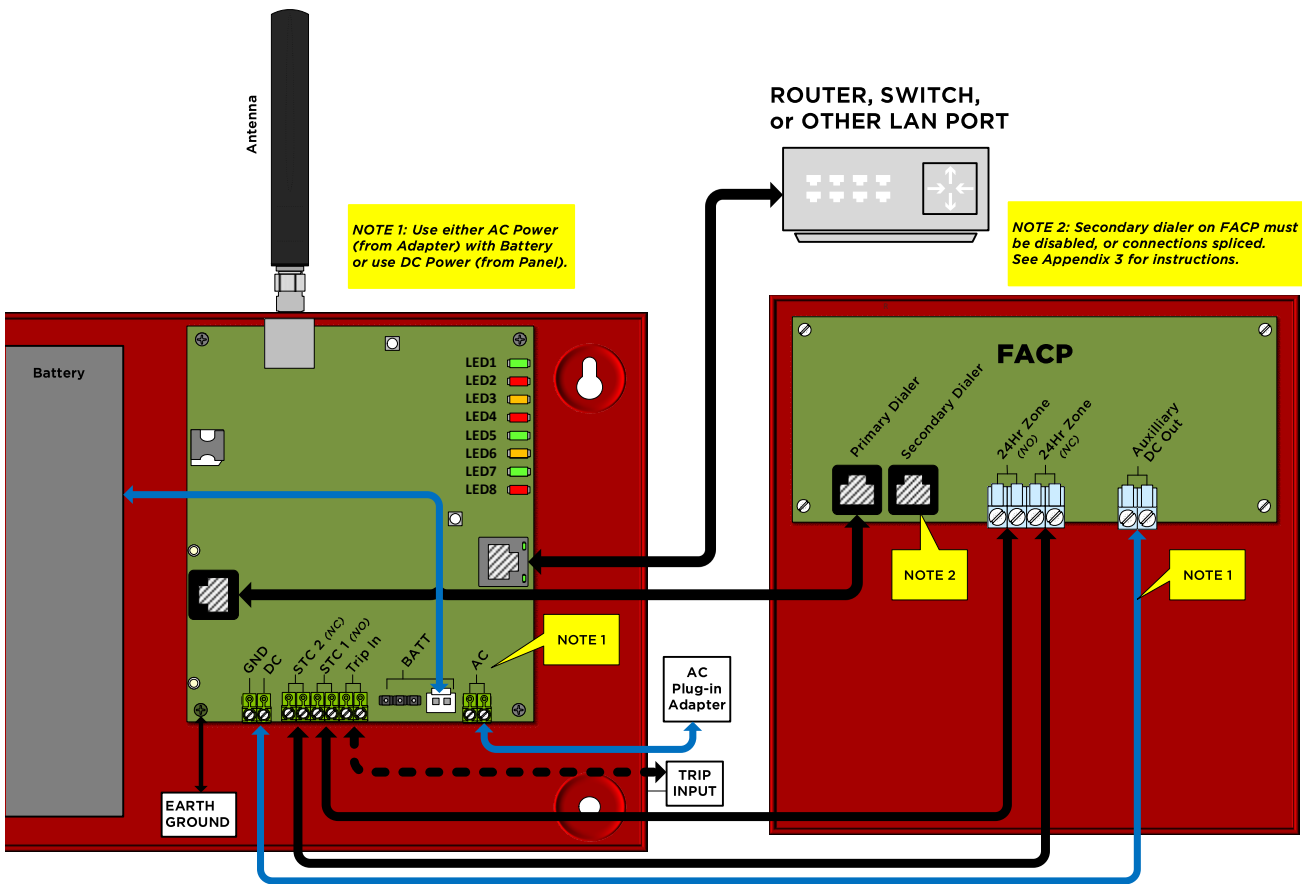 Antenna
ROUTER, SWITCH,
or OTHER LAN PORT
NOTE 1: Use either AC Power
(from Adapter) with Battery
or use DC Power (from Panel).
NOTE 2: Secondary dialer on FACP must
be disabled, or connections spliced.
See Appendix 3 for instructions.
Battery
LED1
LED2
LED3
LED4
LED5
LED6
LED7
LED8
FACP
Primary Dialer
Secondary Dialer
24Hr Zone
(NO)
24Hr Zone
(NC)
Auxilliary
DC Out
NOTE 2
NOTE 1
NOTE 1
GND
DC
STC 2 (NC)
STC 1 (NO)
Trip In
BATT
AC
AC
Plug-in
Adapter
TRIP
INPUT
EARTH
GROUND